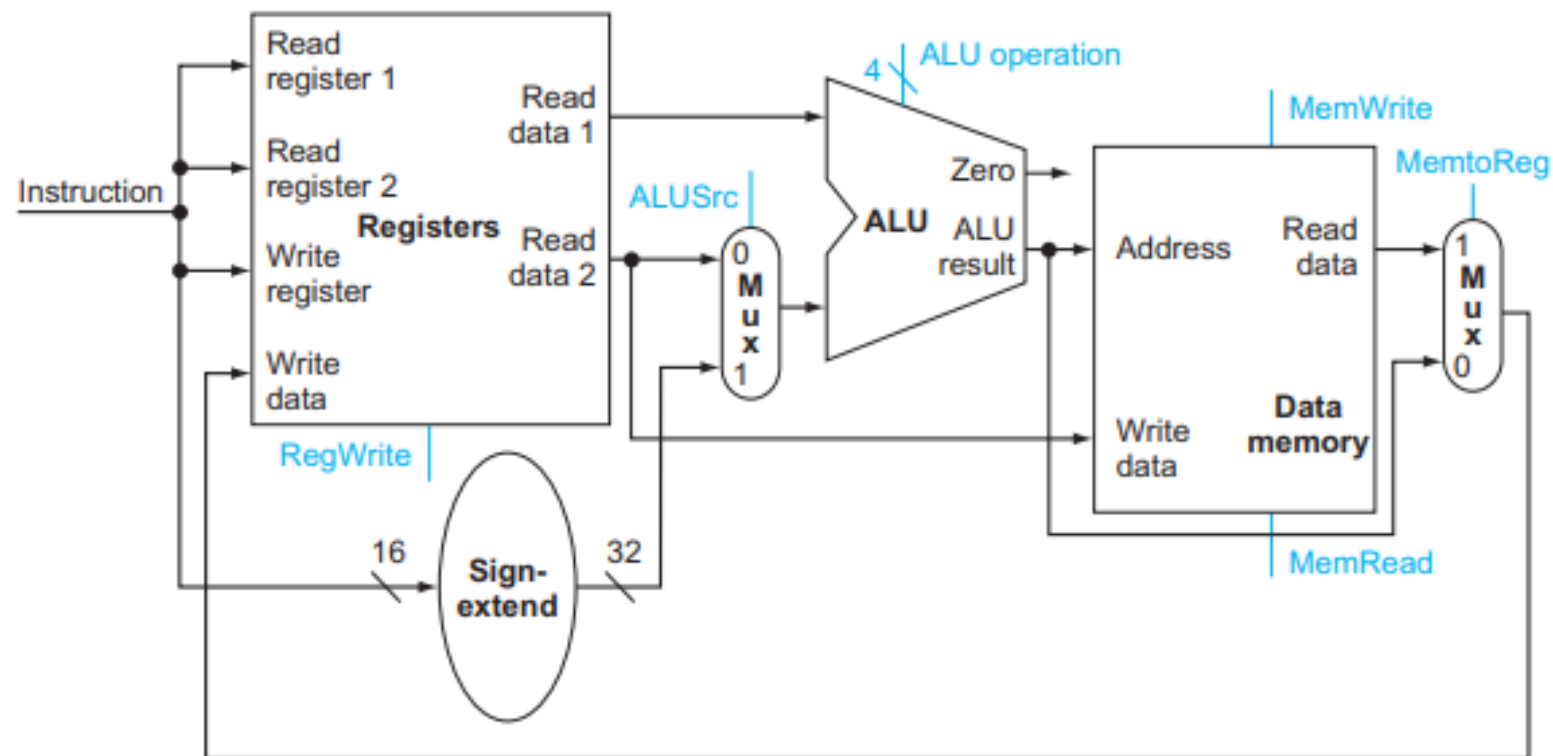 Instruction
Read
register 1
Read
register 2
Write
register
Write
data
Registers
Read
data 1
Read
data 2
RegWrite
16
Sign-
extend
32
ALUSrc
0
M
u
x
1
4
ALU operation
ALU
Zero
ALU
result
MemWrite
Address
Read
data
Write
data
Data
memory
MemRead
MemtoReg
1
M
u
x
0